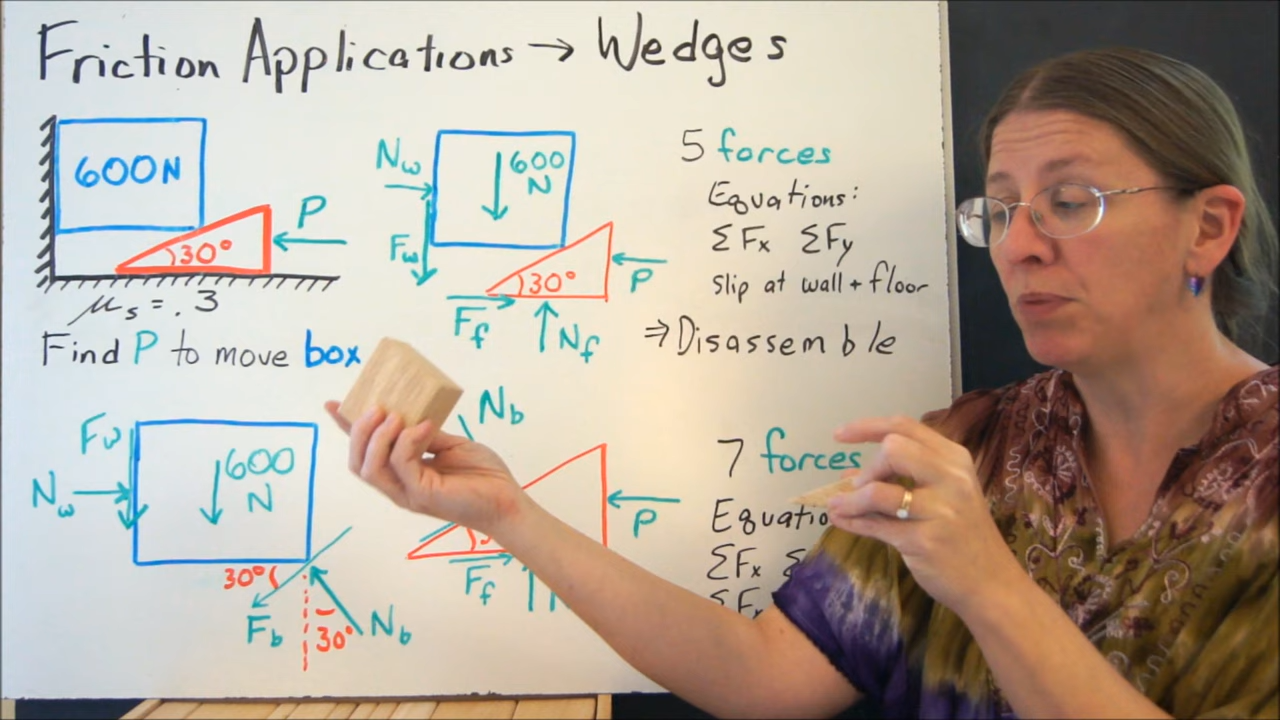 Friction Applications → Wedges
600N
P
30°
μs = .3
Find P to move box
Nw
600
N
Fw
30°
P
Ff
Nf
5 forces
Equations:
ΣFx ΣFy
slip at wall + floor
⇒ Disassemble
Fw
600
N
Nw
30°
Fb
30°
Nb
Nb
P
Ff
7 forces
Equatio
ΣFx Σ
ΣFx